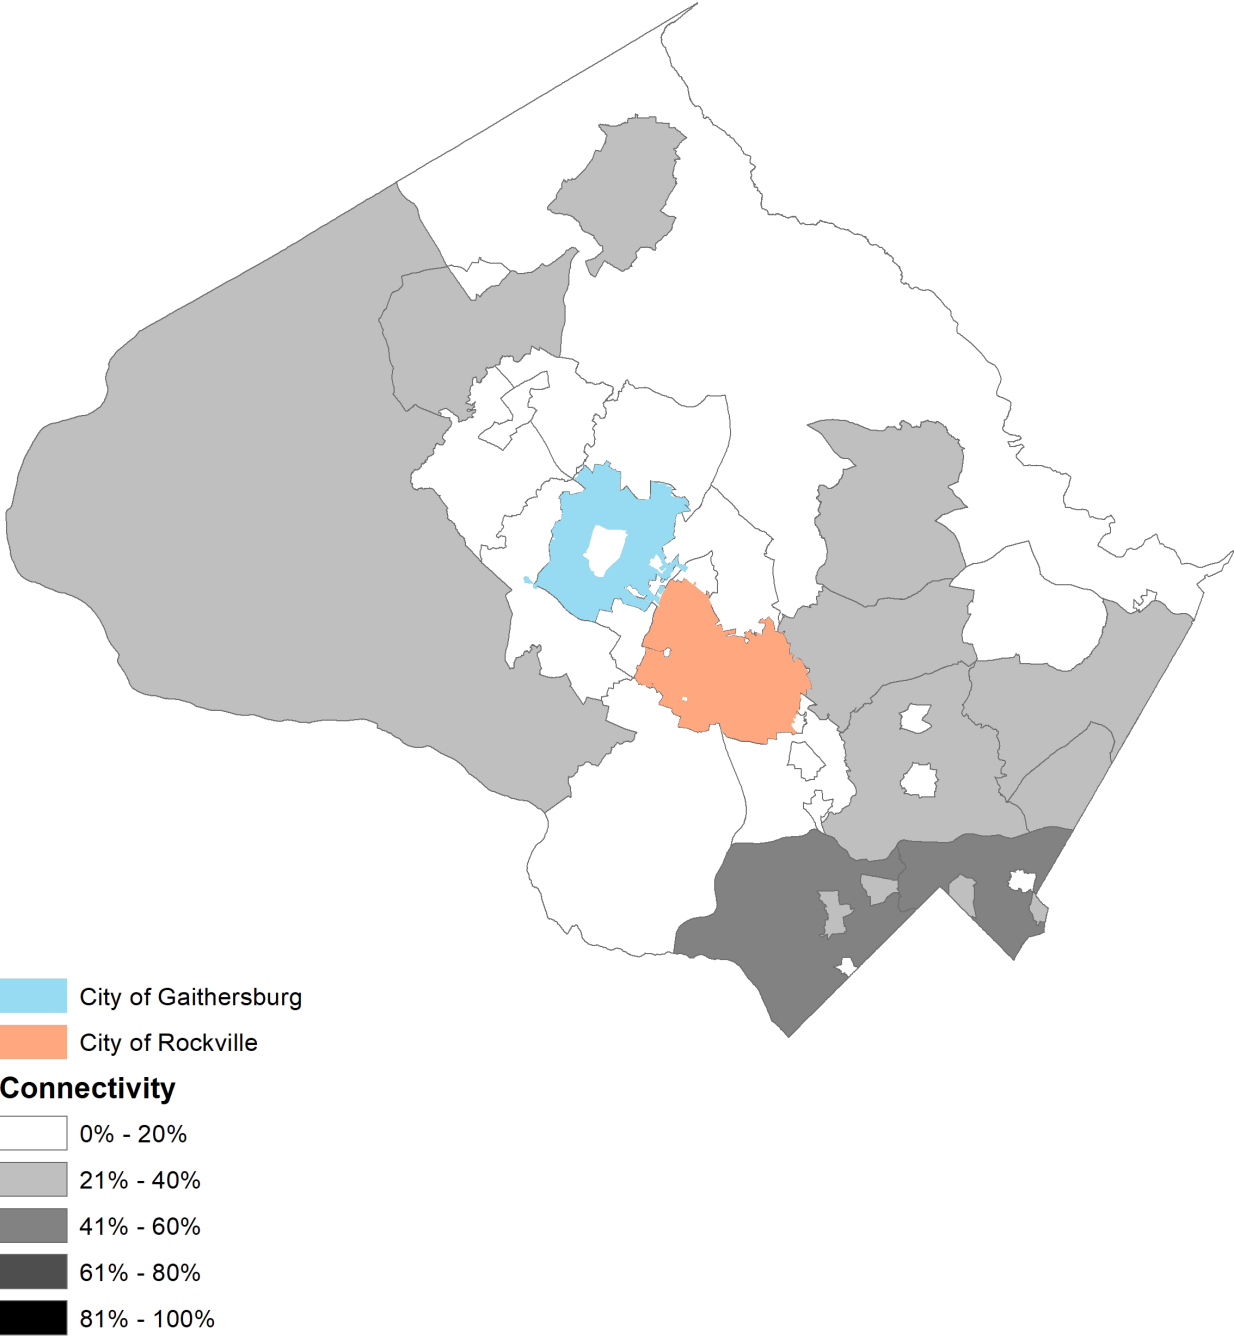 City of Gaithersburg
City of Rockville
Connectivity
0% - 20%
21% - 40%
41% - 60%
61% - 80%
81% - 100%